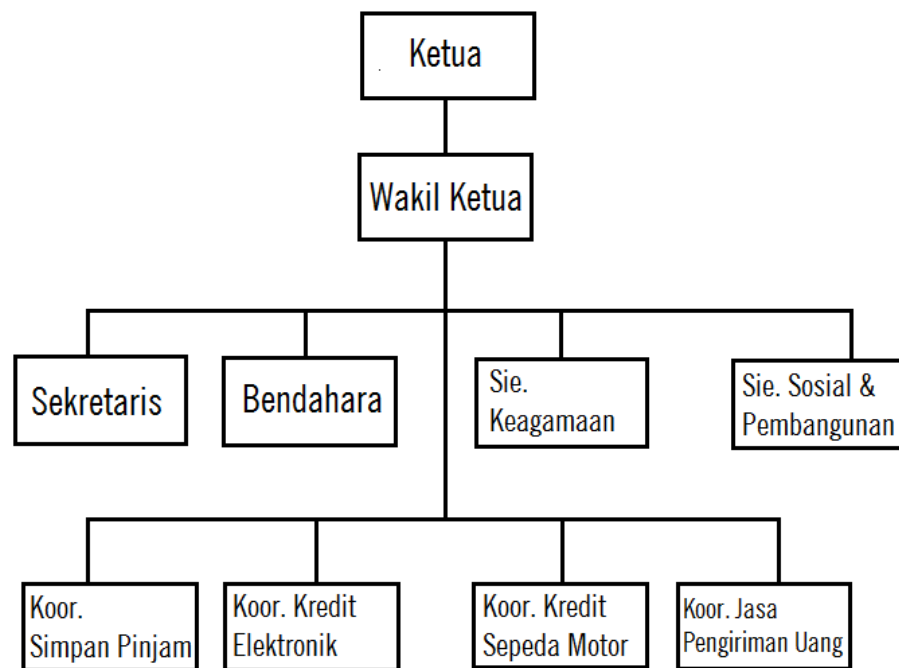 Ketua
Wakil Ketua
Sekretaris
Bendahara
Sie.
Keagamaan
Sie. Sosial &
Pembangunan
Koor.
Simpan Pinjam
Koor. Kredit
Elektronik
Koor. Kredit
Sepeda Motor
Koor. Jasa
Pengiriman Uang